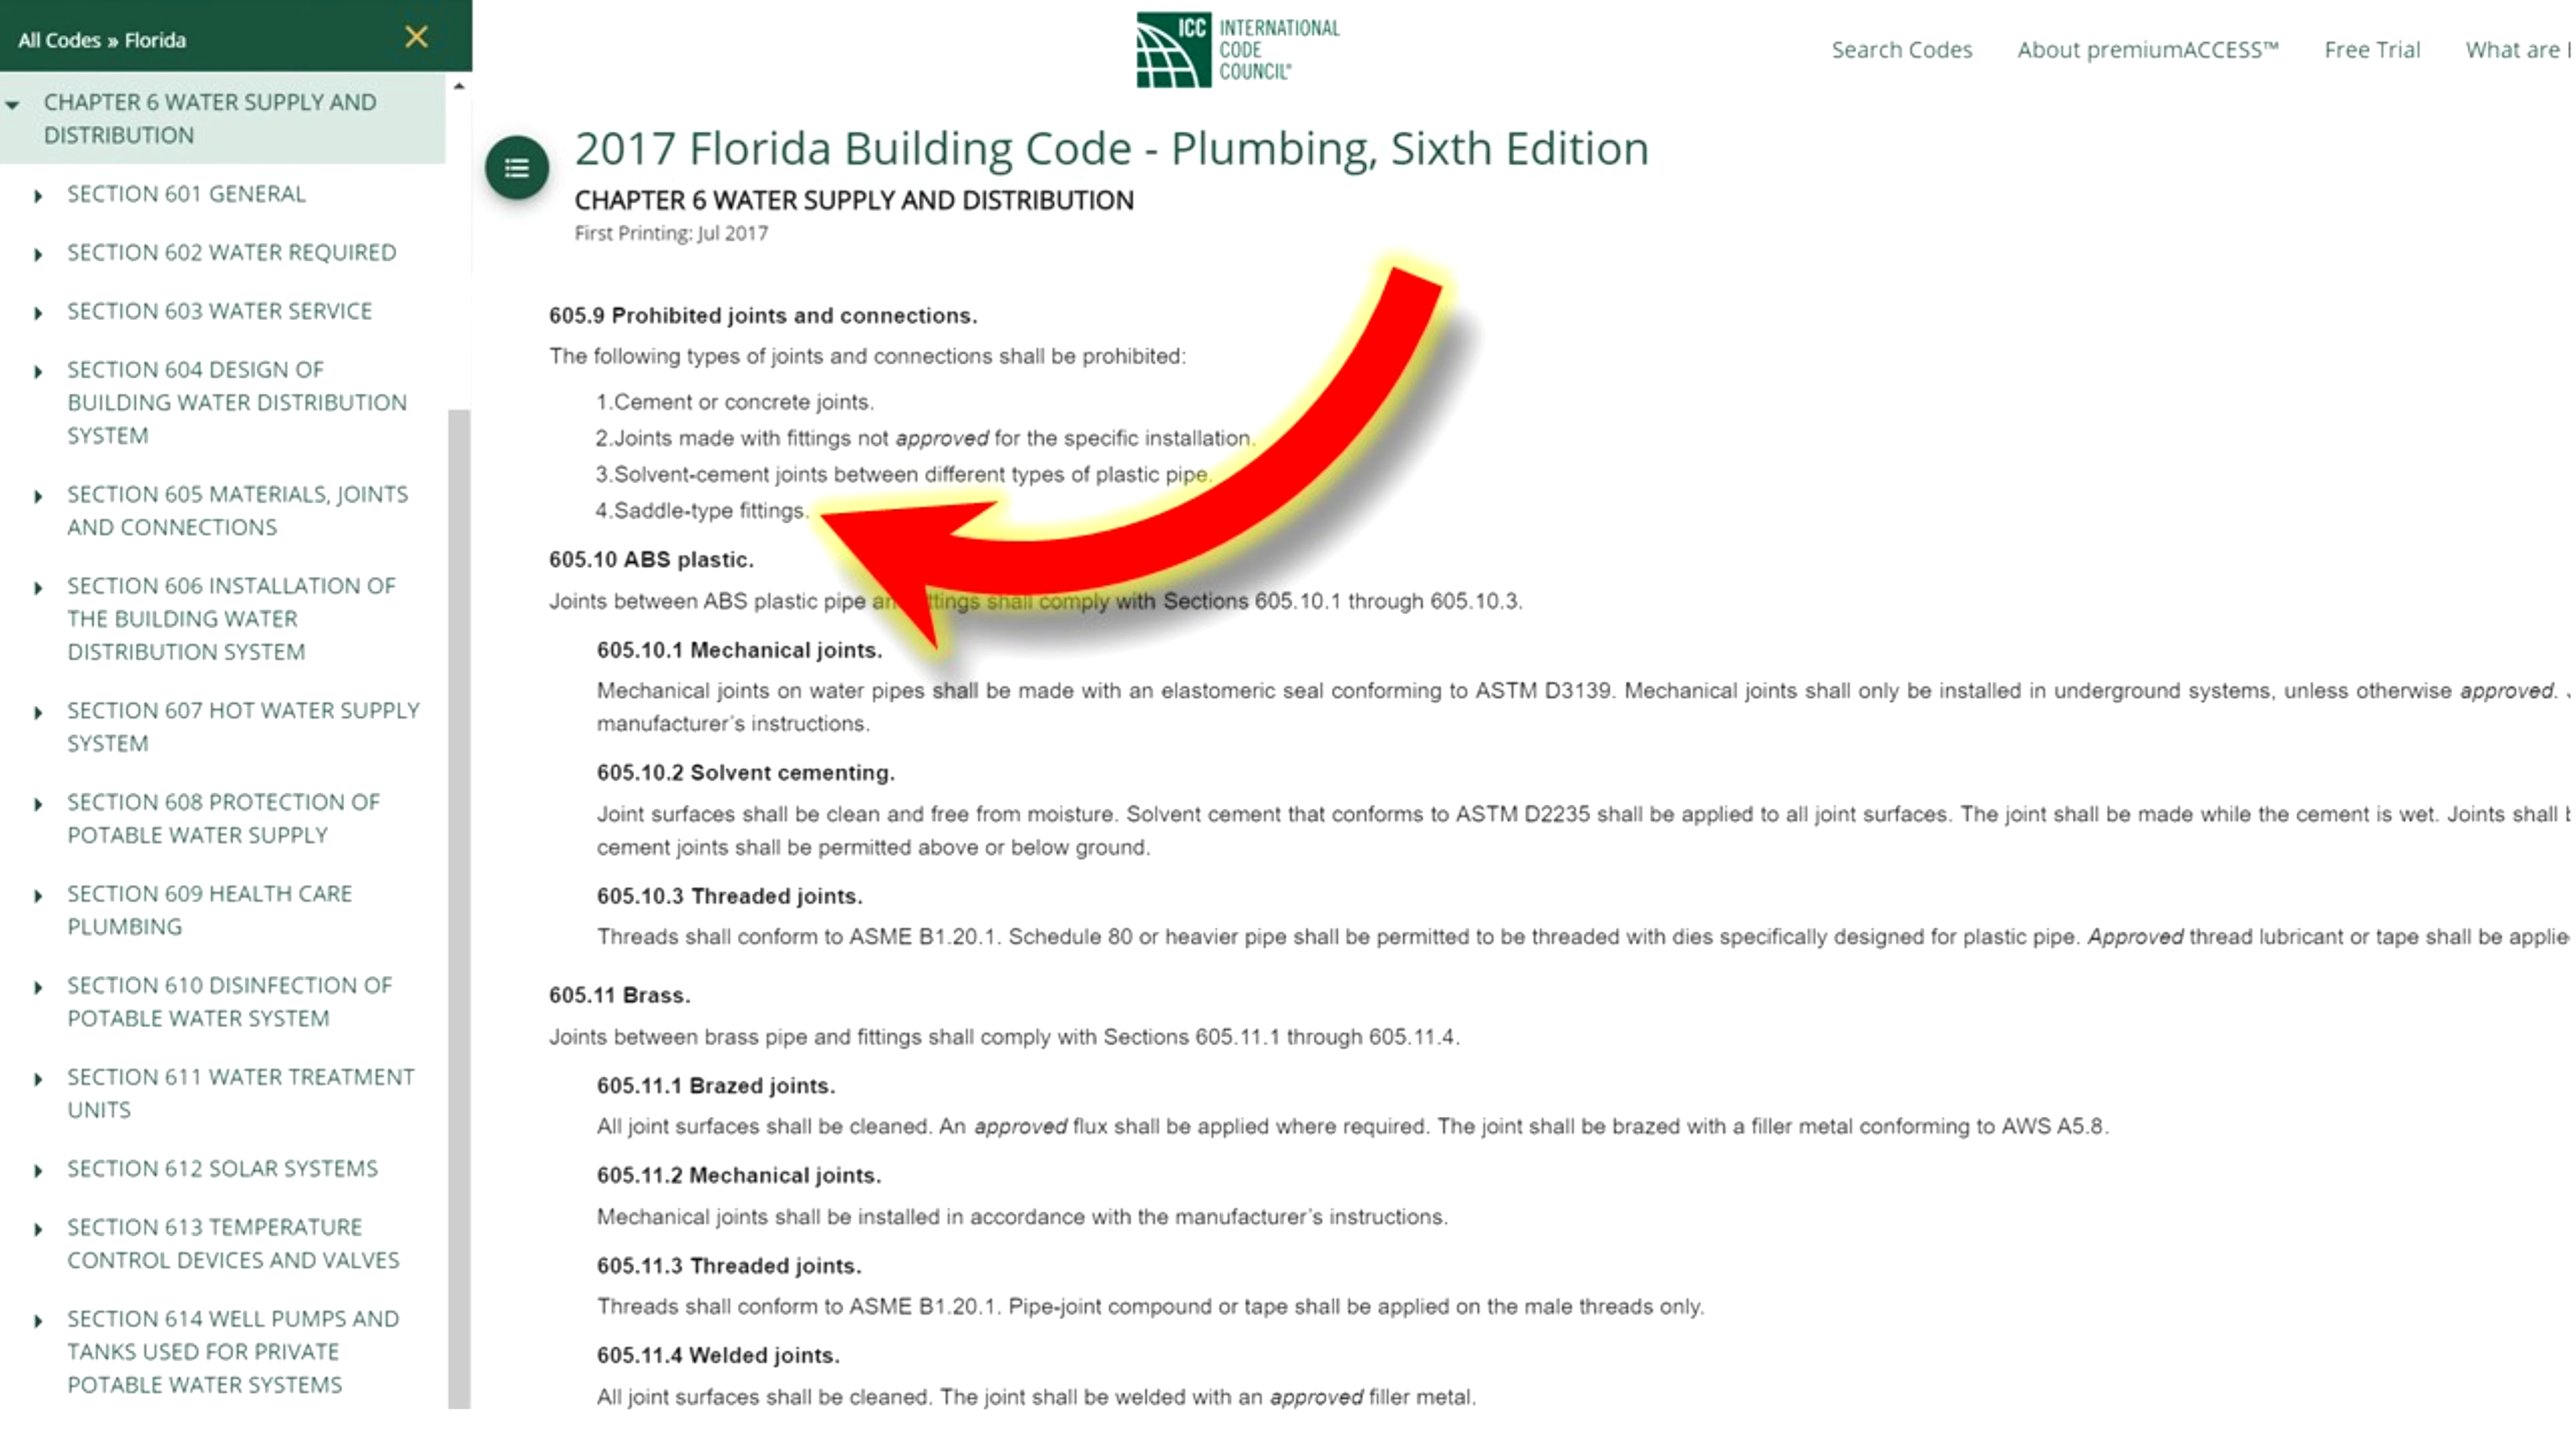 All Codes » Florida
CHAPTER 6 WATER SUPPLY AND
DISTRIBUTION
SECTION 601 GENERAL
SECTION 602 WATER REQUIRED
SECTION 603 WATER SERVICE
SECTION 604 DESIGN OF
BUILDING WATER DISTRIBUTION
SYSTEM
SECTION 605 MATERIALS, JOINTS
AND CONNECTIONS
SECTION 606 INSTALLATION OF
THE BUILDING WATER
DISTRIBUTION SYSTEM
SECTION 607 HOT WATER SUPPLY
SYSTEM
SECTION 608 PROTECTION OF
POTABLE WATER SUPPLY
SECTION 609 HEALTH CARE
PLUMBING
SECTION 610 DISINFECTION OF
POTABLE WATER SYSTEM
SECTION 611 WATER TREATMENT
UNITS
SECTION 612 SOLAR SYSTEMS
SECTION 613 TEMPERATURE
CONTROL DEVICES AND VALVES
SECTION 614 WELL PUMPS AND
TANKS USED FOR PRIVATE
POTABLE WATER SYSTEMS
ICC INTERNATIONAL
CODE
COUNCIL®
Search Codes About premiumACCESS™ Free Trial What are
2017 Florida Building Code - Plumbing, Sixth Edition
CHAPTER 6 WATER SUPPLY AND DISTRIBUTION
First Printing: Jul 2017
605.9 Prohibited joints and connections.
The following types of joints and connections shall be prohibited:
1.Cement or concrete joints.
2.Joints made with fittings not approved for the specific installation.
3.Solvent-cement joints between different types of plastic pipe.
4.Saddle-type fittings.
605.10 ABS plastic.
Joints between ABS plastic pipe shall comply with Sections 605.10.1 through 605.10.3.
605.10.1 Mechanical joints.
Mechanical joints on water pipes shall be made with an elastomeric seal conforming to ASTM D3139. Mechanical joints shall only be installed in underground systems, unless otherwise approved.
manufacturer's instructions.
605.10.2 Solvent cementing.
Joint surfaces shall be clean and free from moisture. Solvent cement that conforms to ASTM D2235 shall be applied to all joint surfaces. The joint shall be made while the cement is wet. Joints shall
cement joints shall be permitted above or below ground.
605.10.3 Threaded joints.
Threads shall conform to ASME B1.20.1. Schedule 80 or heavier pipe shall be permitted to be threaded with dies specifically designed for plastic pipe. Approved thread lubricant or tape shall be
605.11 Brass.
Joints between brass pipe and fittings shall comply with Sections 605.11.1 through 605.11.4.
605.11.1 Brazed joints.
All joint surfaces shall be cleaned. An approved flux shall be applied where required. The joint shall be brazed with a filler metal conforming to AWS A5.8.
605.11.2 Mechanical joints.
Mechanical joints shall be installed in accordance with the manufacturer's instructions.
605.11.3 Threaded joints.
Threads shall conform to ASME B1.20.1. Pipe-joint compound or tape shall be applied on the male threads only.
605.11.4 Welded joints.
All joint surfaces shall be cleaned. The joint shall be welded with an approved filler metal.